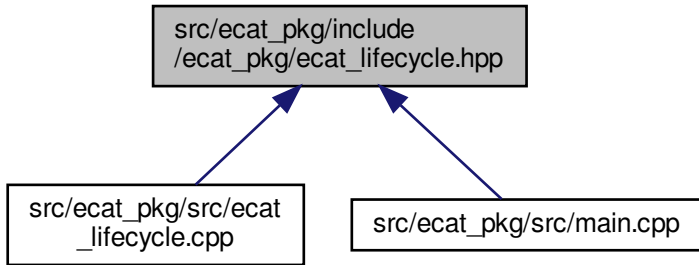 src/ecat_pkg/include
/ecat_pkg/ecat_lifecycle.hpp
src/ecat_pkg/src/ecat
_lifecycle.cpp
src/ecat_pkg/src/main.cpp